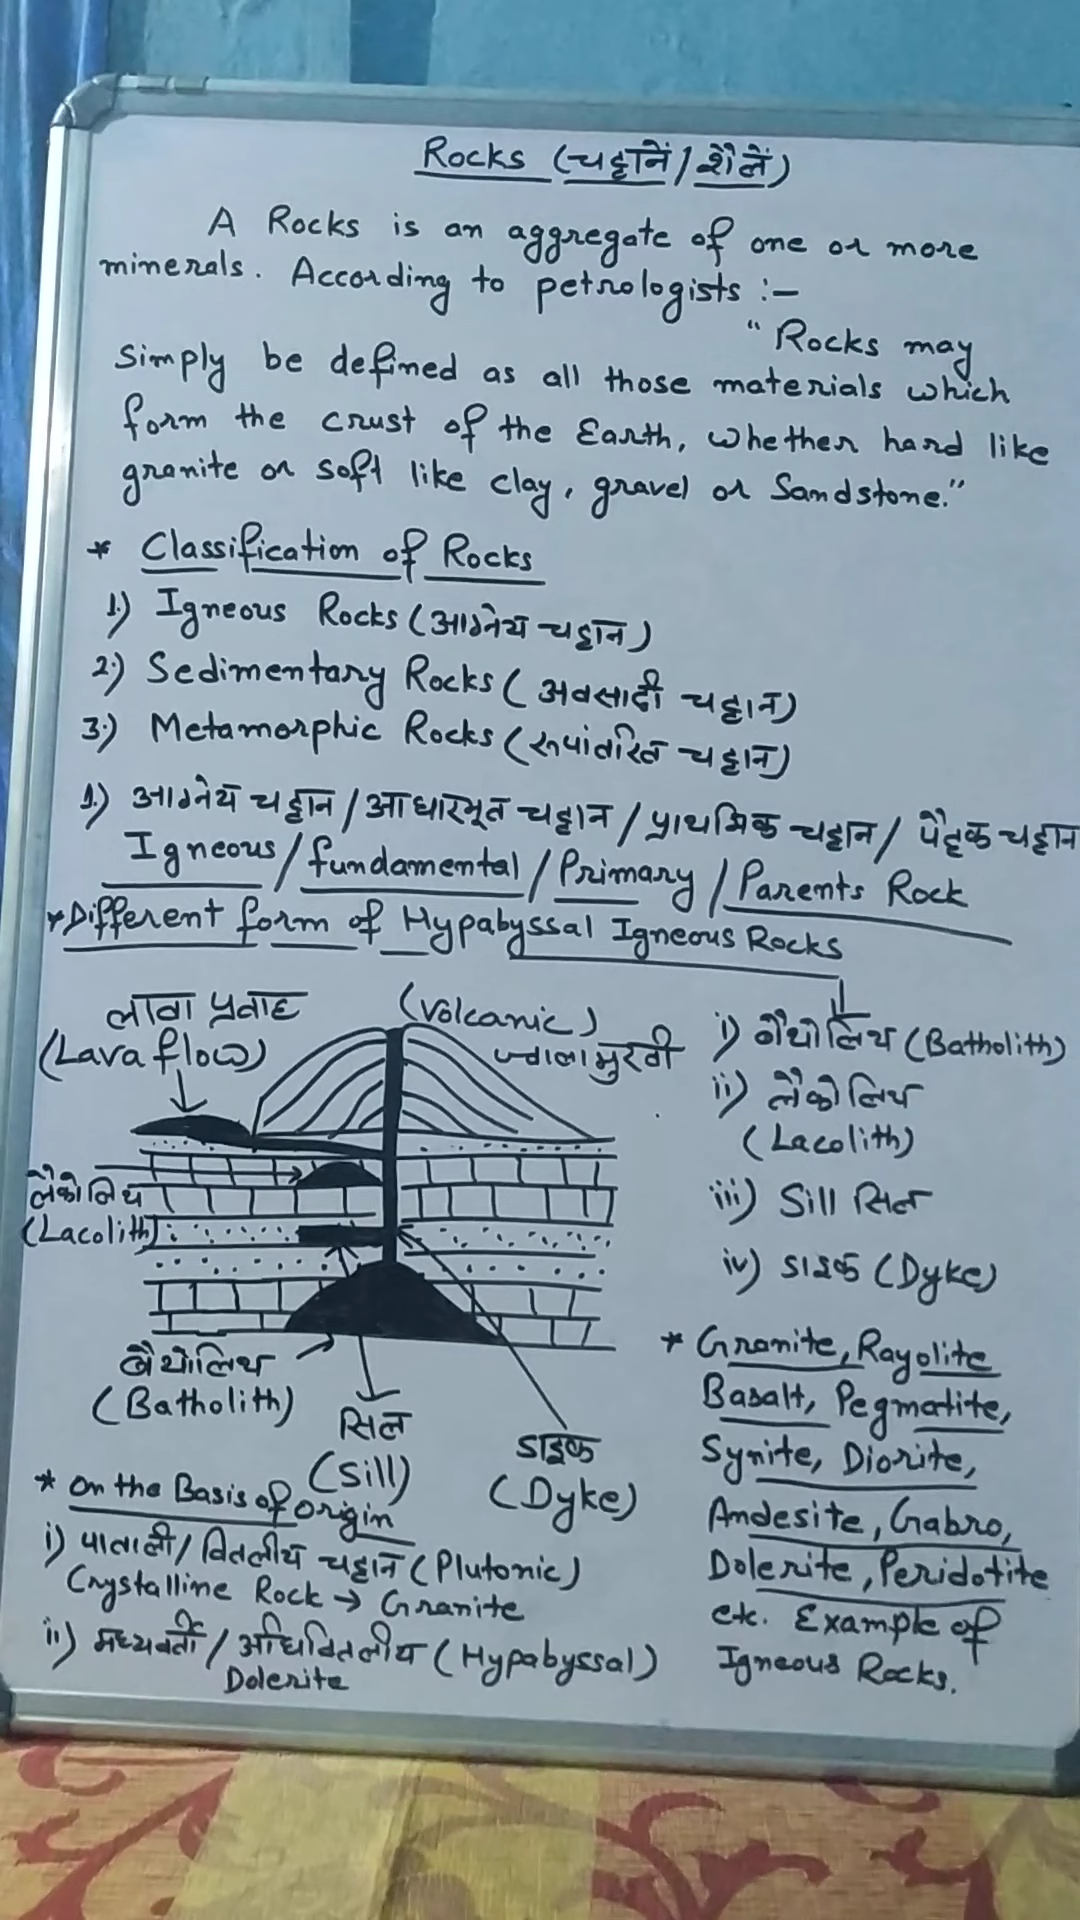 Rocks (चट्टानें/शैलें)
A Rocks is an aggregate of one or more
minerals. According to petrologists :-
"Rocks may
Simply be defined as all those materials which
form the crust of the Earth, whether hard like
granite or soft like clay, gravel or Sandstone."
* Classification of Rocks
1.) Igneous Rocks (आग्नेय चट्टान)
2.) Sedimentary Rocks (अवसादी चट्टान)
3.) Metamorphic Rocks (रूपांतरित चट्टान)
1.) आग्नेय चट्टान/आधारभूत चट्टान/प्राथमिक चट्टान/पैतृक चट्टान
Igneous/fundamental/Primary/Parents Rock
* Different form of Hypabyssal Igneous Rocks
लावा प्रवाह
(Lava flow)
(Volcanic)
ज्वालामुखी
लैकोलिथ
(Lacolith)
बैथोलिथ
(Batholith)
सिल
(Sill)
डाइक
(Dyke)
i) बैथोलिथ (Batholith)
ii) लैकोलिथ
(Lacolith)
iii) Sill सिल
iv) डाइक (Dyke)
* Granite, Rayolite
Basalt, Pegmatite,
Synite, Diorite,
Andesite, Gabro,
Dolerite, Peridotite
etc. Example of
Igneous Rocks.
* On the Basis of origin
i) पाताली/वितलीय चट्टान (Plutonic)
Crystalline Rock → Granite
ii) मध्यवर्ती/अधिवितलीय (Hypabyssal)
Dolerite